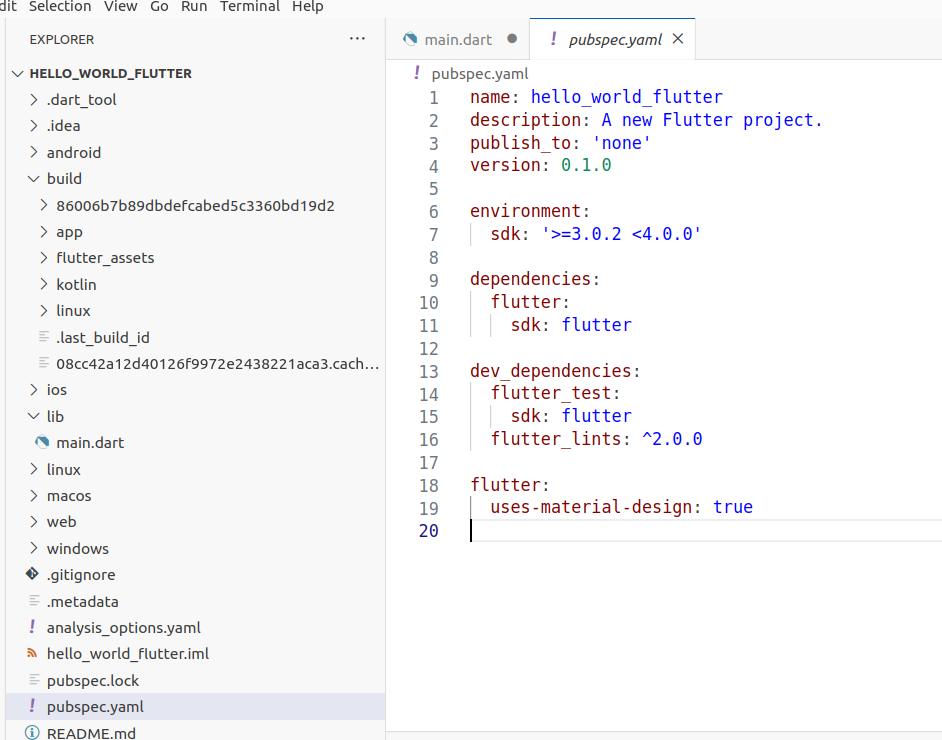 dit Selection View Go Run Terminal Help
EXPLORER
HELLO_WORLD_FLUTTER
.dart_tool
.idea
android
build
86006b7b89dbdefcabed5c3360bd19d2
app
flutter_assets
kotlin
linux
.last_build_id
08cc42a12d40126f9972e2438221aca3.cach...
ios
lib
main.dart
linux
macos
web
windows
.gitignore
.metadata
analysis_options.yaml
hello_world_flutter.iml
pubspec.lock
pubspec.yaml
README.md
main.dart
pubspec.yaml
pubspec.yaml
1 name: hello_world_flutter
2 description: A new Flutter project.
3 publish_to: 'none'
4 version: 0.1.0
5
6 environment:
7 sdk: '>=3.0.2 <4.0.0'
8
9 dependencies:
10 flutter:
11 sdk: flutter
12
13 dev_dependencies:
14 flutter_test:
15 sdk: flutter
16 flutter_lints: ^2.0.0
17
18 flutter:
19 uses-material-design: true
20